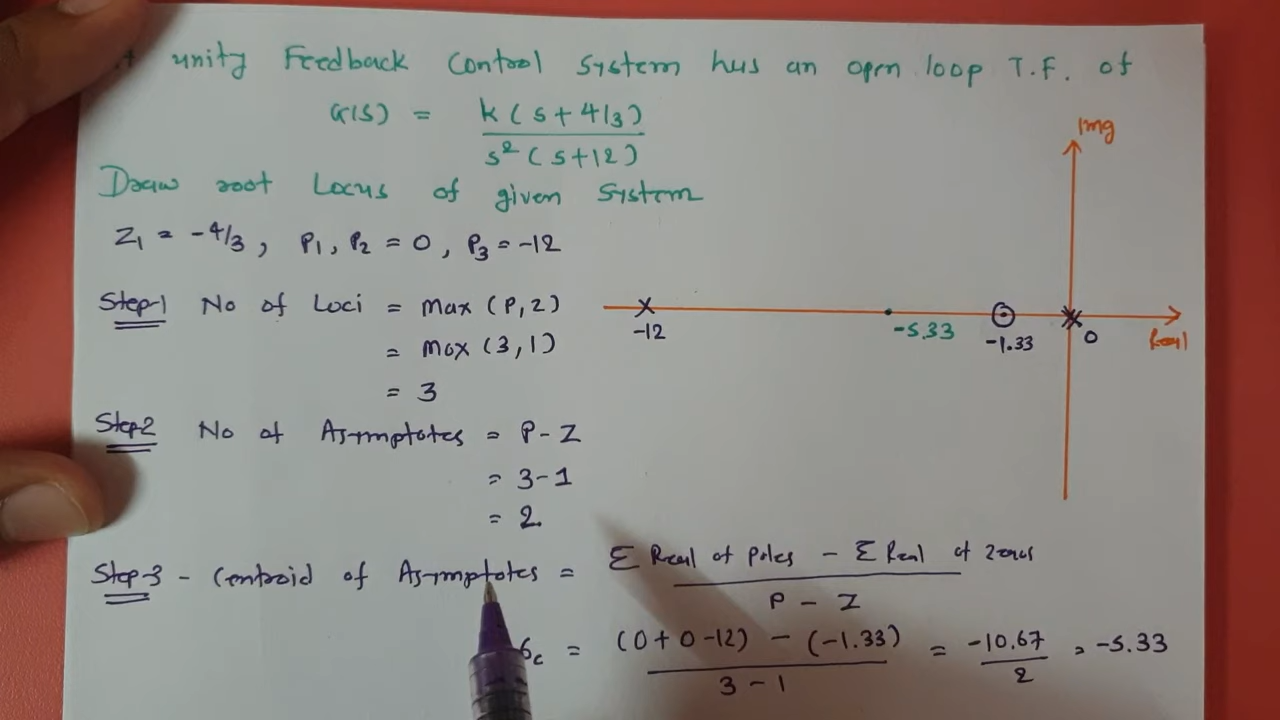 unity Feedback Control System has an open loop T.F. of
G(S) = K(S+4/3)
S²(S+12)
Draw root Locus of given System
Z₁ = -4/3, P₁, P₂ = 0, P₃ = -12
Step-1 No of Loci = max (P,Z)
= max (3,1)
= 3
Step2 No of Asymptotes = P-Z
= 3-1
= 2
Step-3 - Centroid of Asymptotes = Σ Real of Poles - Σ Real of Zeros
P - Z
σc = (0+0-12) - (-1.33) = -10.67 = -5.33
3-1 2
Img
-12 -5.33 -1.33 0 Real